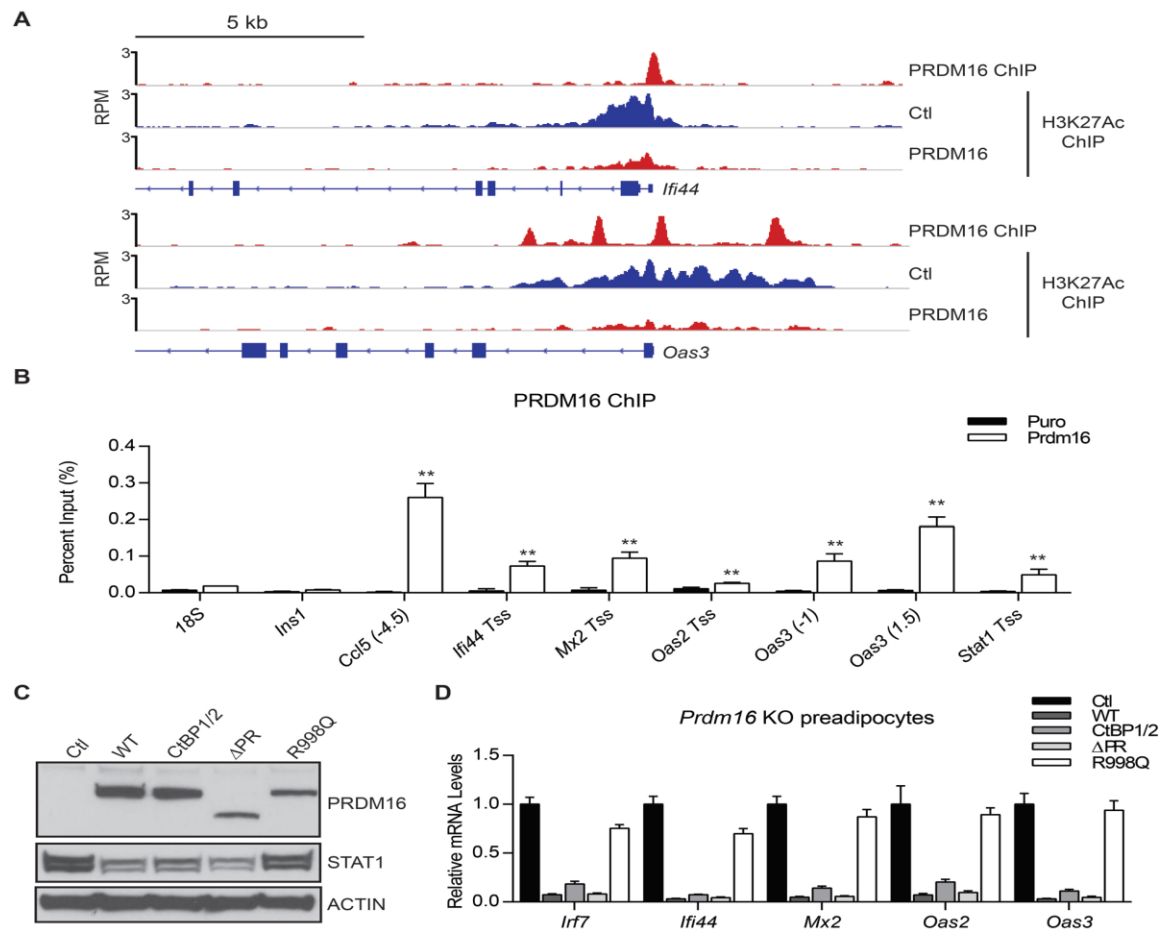 A
5 kb
3
PRDM16 ChIP
RPM
3
Ctl
H3K27Ac
ChIP
3
PRDM16
Ifi44
3
PRDM16 ChIP
RPM
3
Ctl
H3K27Ac
ChIP
3
PRDM16
Oas3
B
PRDM16 ChIP
Puro
Prdm16
Percent Input (%)
0.4
0.3
0.2
0.1
0.0
**
**
**
**
**
**
**
18S
Ins1
Ccl5 (-4.5)
Ifi44 Tss
Mx2 Tss
Oas2 Tss
Oas3 (-1)
Oas3 (1.5)
Stat1 Tss
C
Ctl
WT
CtBP1/2
ΔPR
R998Q
PRDM16
STAT1
ACTIN
D
Prdm16 KO preadipocytes
Ctl
WT
CtBP1/2
ΔPR
R998Q
Relative mRNA Levels
1.5
1.0
0.5
0.0
Irf7
Ifi44
Mx2
Oas2
Oas3